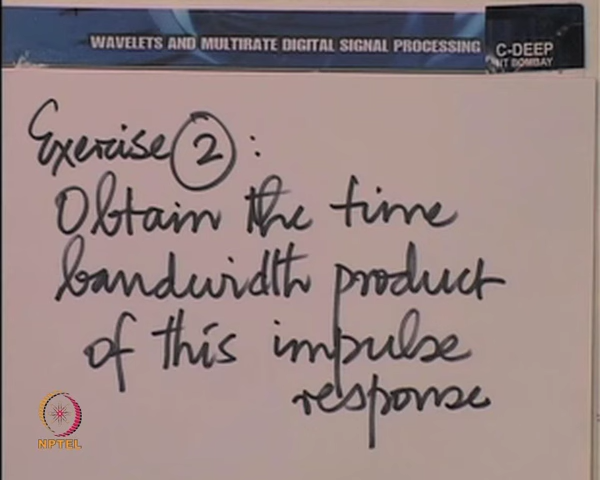 WAVELETS AND MULTIRATE DIGITAL SIGNAL PROCESSING
C-DEEP
IIT BOMBAY
Exercise 2 :
Obtain the time
bandwidth product
of this impulse
response
NPTEL